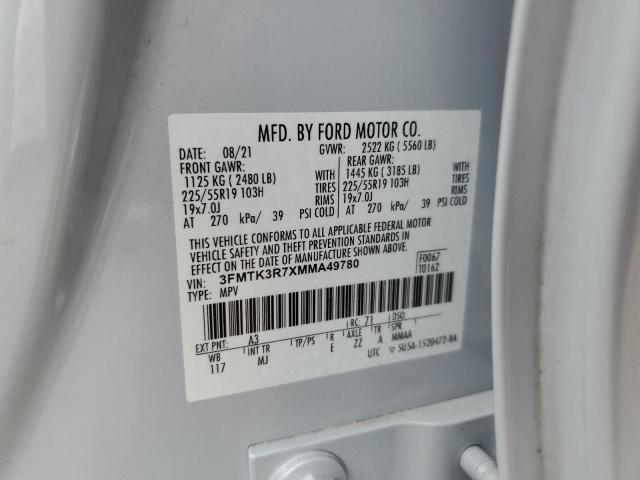 MFD. BY FORD MOTOR CO.
DATE: 08/21 GVWR: 2522 KG ( 5560 LB)
FRONT GAWR: REAR GAWR:
1125 KG ( 2480 LB) WITH 1445 KG ( 3185 LB) WITH
225/55R19 103H TIRES 225/55R19 103H TIRES
19x7.0J RIMS 19x7.0J RIMS
AT 270 kPa/ 39 PSI COLD AT 270 kPa/ 39 PSI COLD
THIS VEHICLE CONFORMS TO ALL APPLICABLE FEDERAL MOTOR
VEHICLE SAFETY AND THEFT PREVENTION STANDARDS IN
EFFECT ON THE DATE OF MANUFACTURE SHOWN ABOVE.
VIN: 3FMTK3R7XMMA49780 F0067
TYPE: MPV T0162
EXT PNT: A3 RC: 71 DSO:
WB INT TR TP/PS R AXLE TR SPR
117 MJ E ZZ A MMAA
UTC 5U5A-1520472-BA